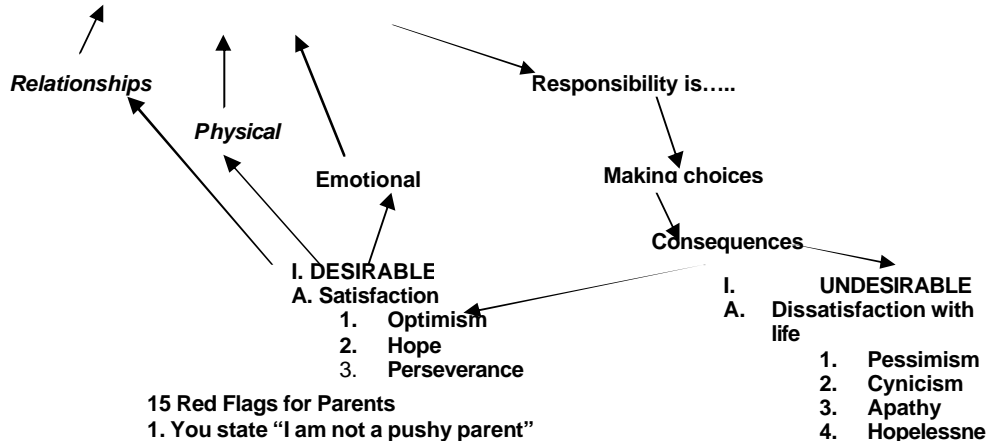 Relationships
Responsibility is…..
Physical
Emotional
Making choices
Consequences
I. DESIRABLE
A. Satisfaction
1. Optimism
2. Hope
3. Perseverance
I. UNDESIRABLE
A. Dissatisfaction with
life
1. Pessimism
2. Cynicism
3. Apathy
4. Hopelessne
15 Red Flags for Parents
1. You state “I am not a pushy parent”